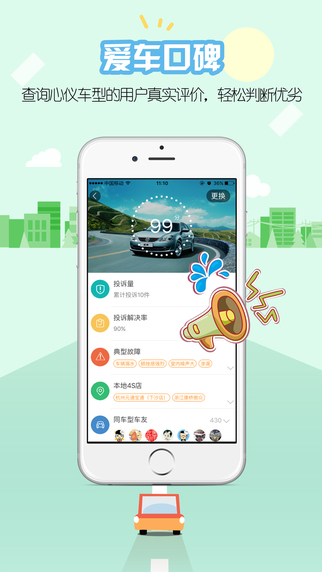 爱车口碑
查询心仪车型的用户真实评价，轻松判断优劣
中国移动
11:10
99
更换
投诉量
累计投诉10件
投诉解决率
90%
典型故障
本地4S店
同车型车友
430